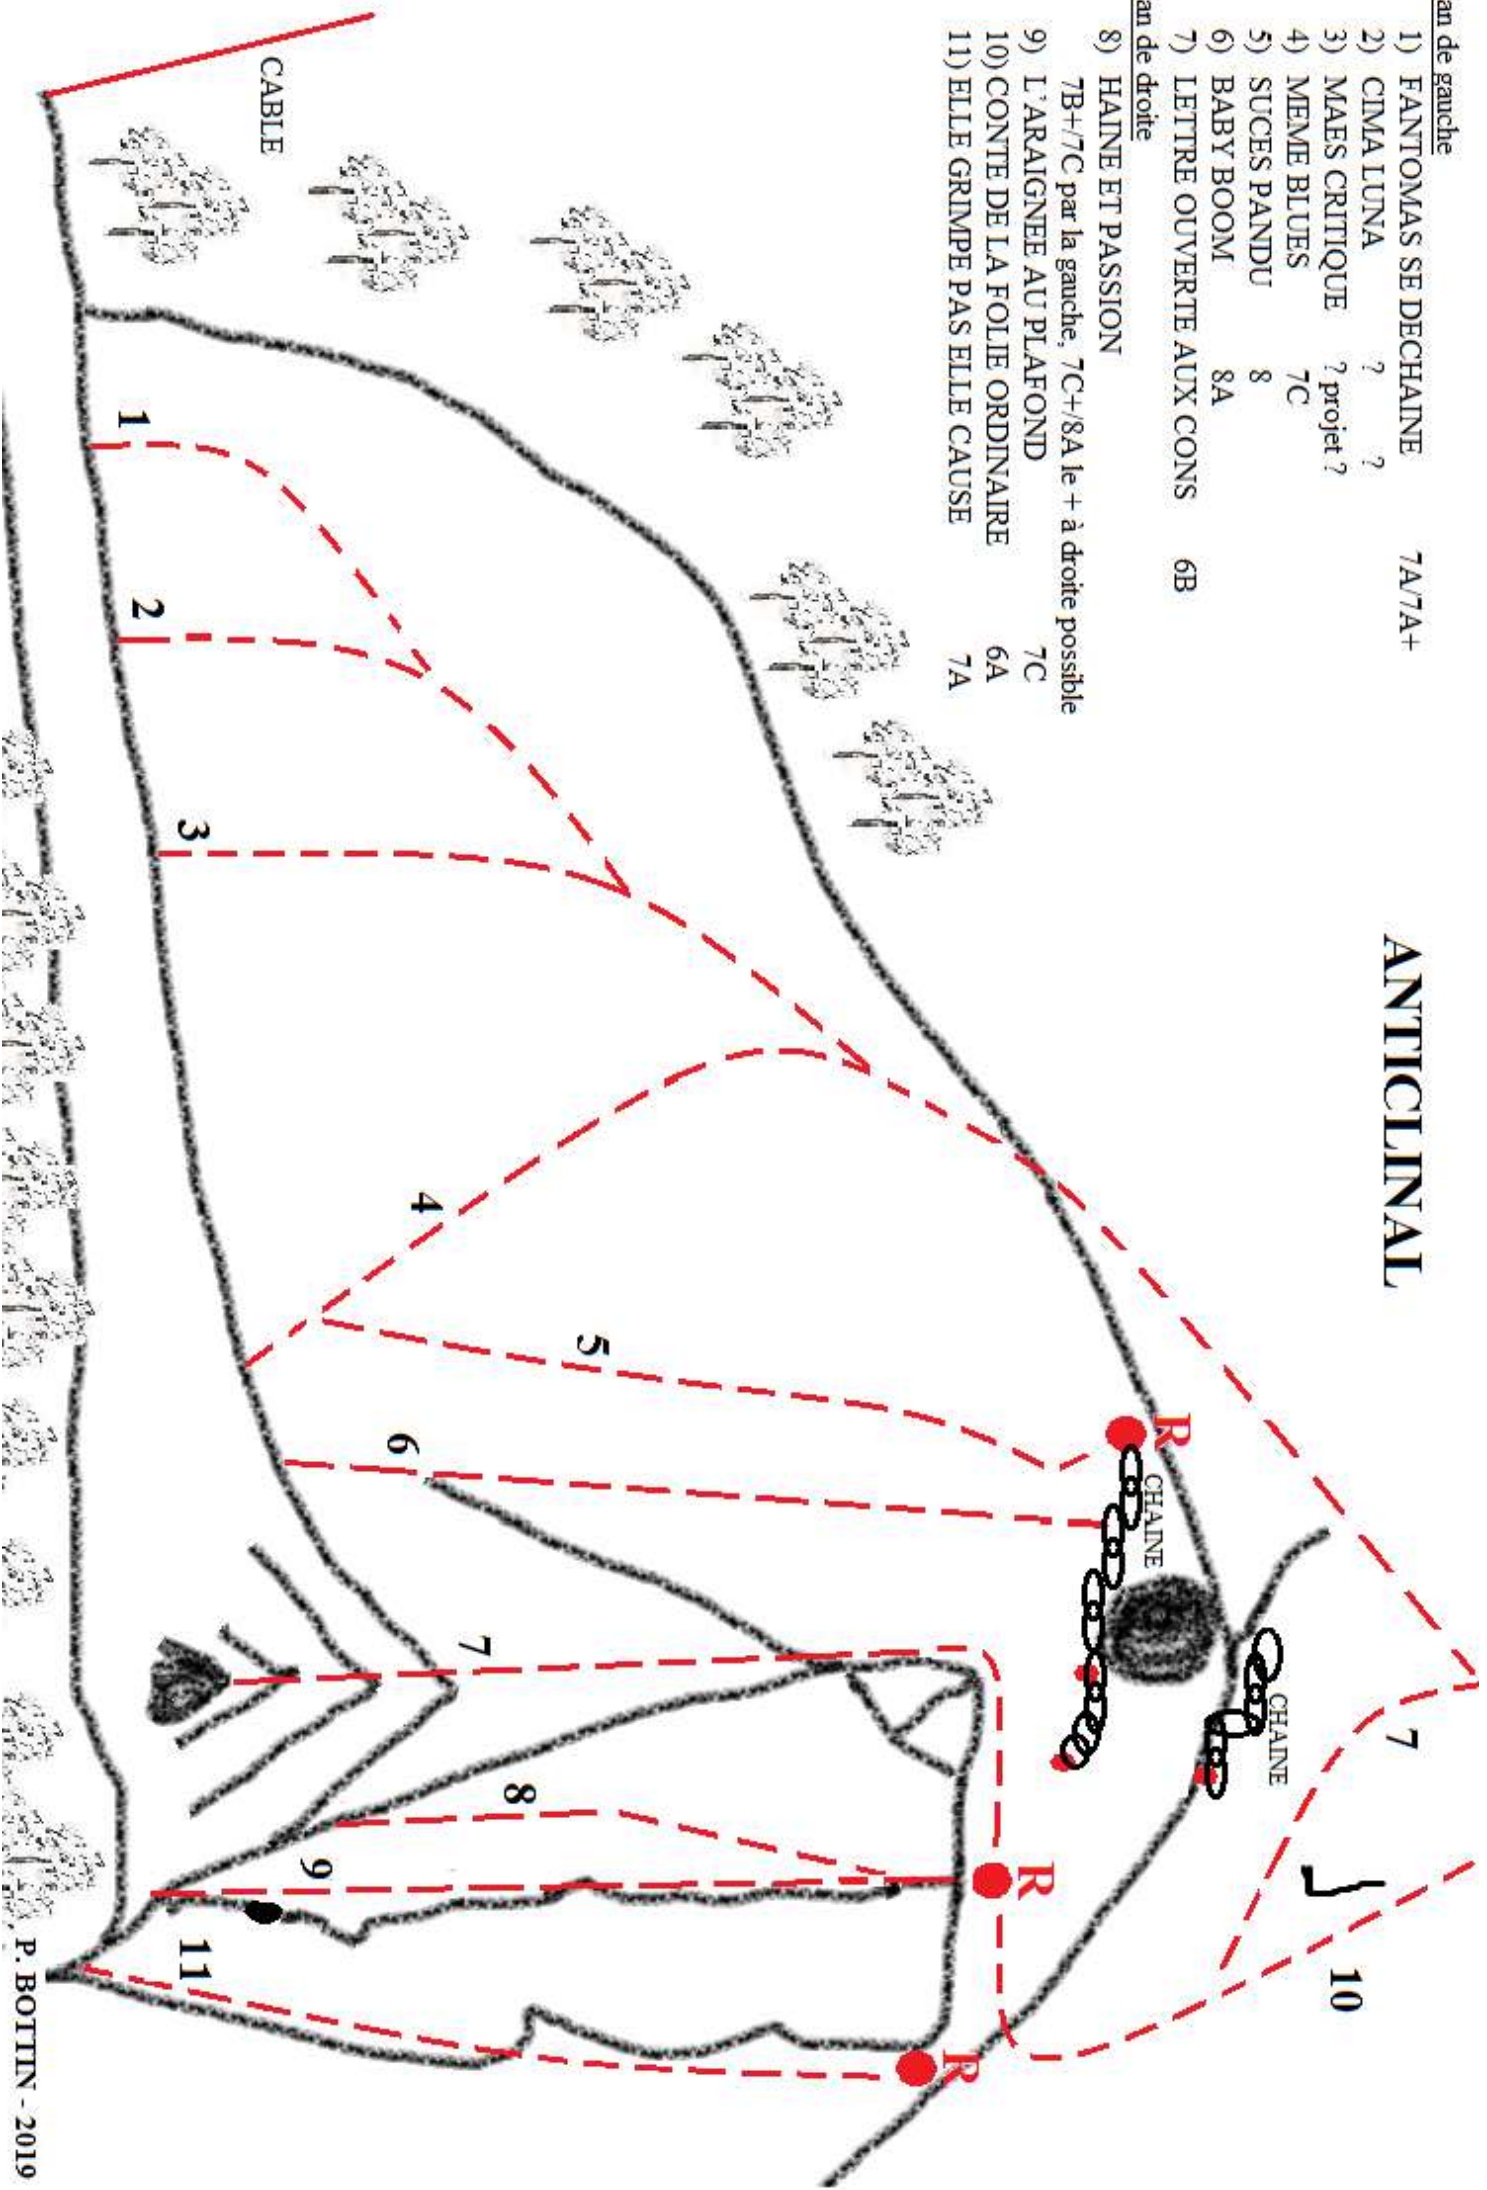 ANTICLINAL
an de gauche
1) FANTOMAS SE DECHAINE 7A/7A+
2) CIMA LUNA ? ?
3) MAES CRITIQUE ? projet ?
4) MEME BLUES 7C
5) SUCES PANDU 8
6) BABY BOOM 8A
7) LETTRE OUVERTE AUX CONS 6B
an de droite
8) HAINE ET PASSION
7B+/7C par la gauche, 7C+/8A le + à droite possible
9) L'ARAIGNEE AU PLAFOND 7C
10) CONTE DE LA FOLIE ORDINAIRE 6A
11) ELLE GRIMPE PAS ELLE CAUSE 7A
CABLE
1
2
3
4
5
6
7
8
9
11
R
CHAINE
CHAINE
7
10
R
R
P. BOTTIN - 2019